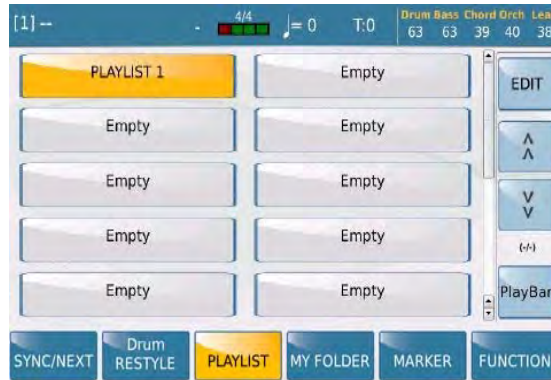 [1] -- - 4/4 ♩= 0 T:0 Drum Bass Chord Orch Lea
63 63 39 40 38
PLAYLIST 1 Empty EDIT
Empty Empty
Empty Empty
Empty Empty (-/-)
Empty Empty PlayBar
SYNC/NEXT Drum RESTYLE PLAYLIST MY FOLDER MARKER FUNCTION